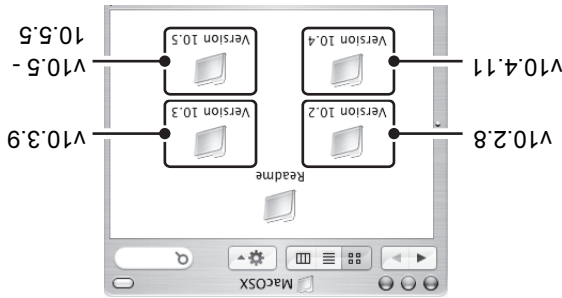 MacOSX
Readme
v10.2.8
Version 10.2
Version 10.3
v10.3.9
v10.4.11
Version 10.4
Version 10.5
v10.5 -
10.5.5